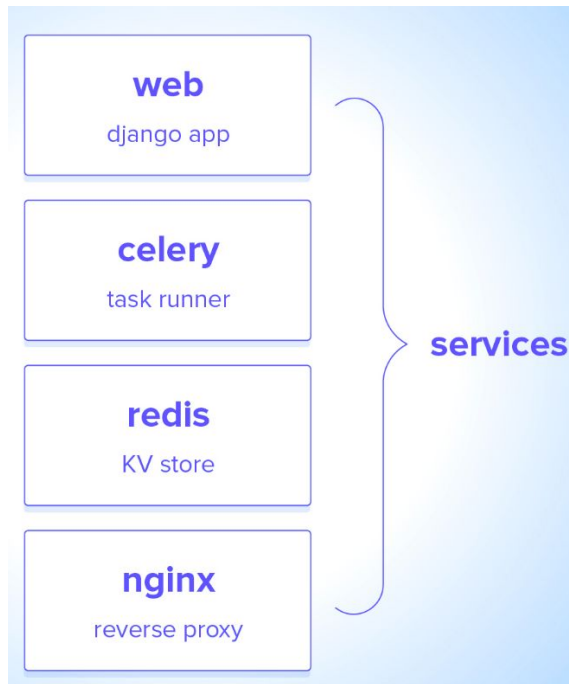 web
django app
celery
task runner
redis
KV store
nginx
reverse proxy
services